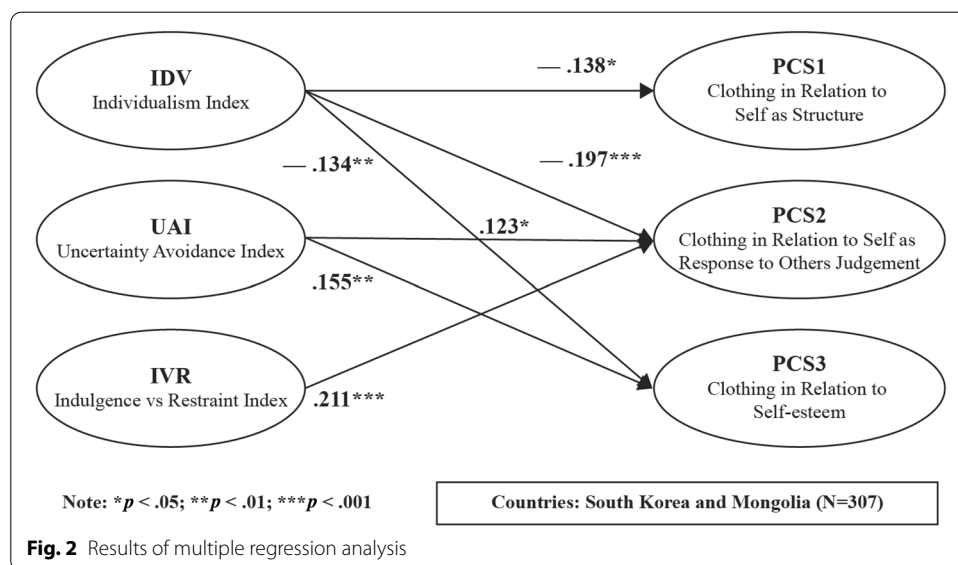 IDV
Individualism Index
— .138*
PCS1
Clothing in Relation to
Self as Structure
— .134**
— .197***
UAI
Uncertainty Avoidance Index
.123*
.155**
PCS2
Clothing in Relation to Self as
Response to Others Judgement
IVR
Indulgence vs Restraint Index
.211***
PCS3
Clothing in Relation to
Self-esteem
Note: *p < .05; **p < .01; ***p < .001
Countries: South Korea and Mongolia (N=307)
Fig. 2 Results of multiple regression analysis